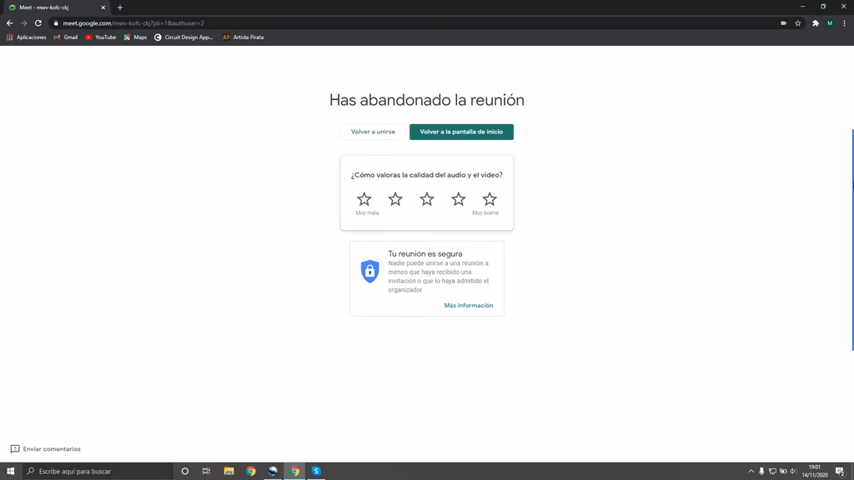 Meet - mwv-kofc-ckj
meet.google.com/mwv-kofc-ckj?pli=1&authuser=2
M
Aplicaciones
Gmail
YouTube
Maps
Circuit Design App...
AP
Artista Pirata
Has abandonado la reunión
Volver a unirse
Volver a la pantalla de inicio
¿Cómo valoras la calidad del audio y el vídeo?
Muy mala
Muy buena
Tu reunión es segura
Nadie puede unirse a una reunión a
menos que haya recibido una
invitación o que lo haya admitido el
organizador
Más información
Enviar comentarios
Escribe aquí para buscar
19:01
14/11/2020